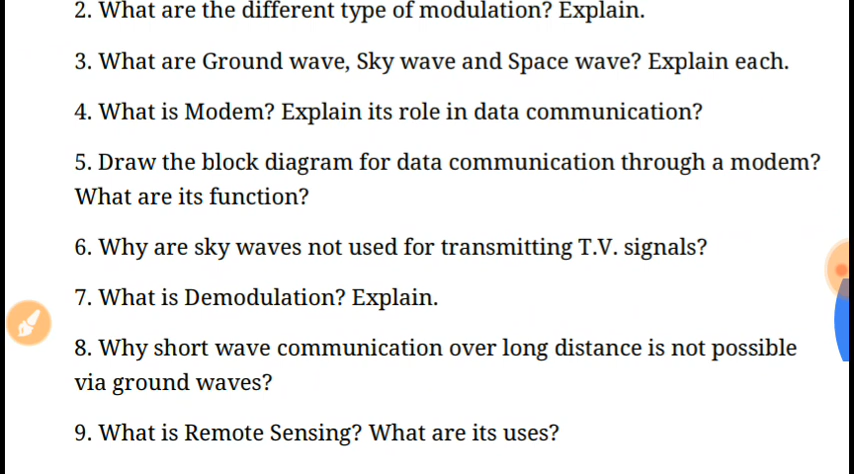 2. What are the different type of modulation? Explain.
3. What are Ground wave, Sky wave and Space wave? Explain each.
4. What is Modem? Explain its role in data communication?
5. Draw the block diagram for data communication through a modem?
What are its function?
6. Why are sky waves not used for transmitting T.V. signals?
7. What is Demodulation? Explain.
8. Why short wave communication over long distance is not possible
via ground waves?
9. What is Remote Sensing? What are its uses?